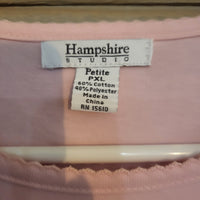 Hampshire
STUDIO
Petite
PXL
60% Cotton
40% Polyester
Made in
China
RN 15610